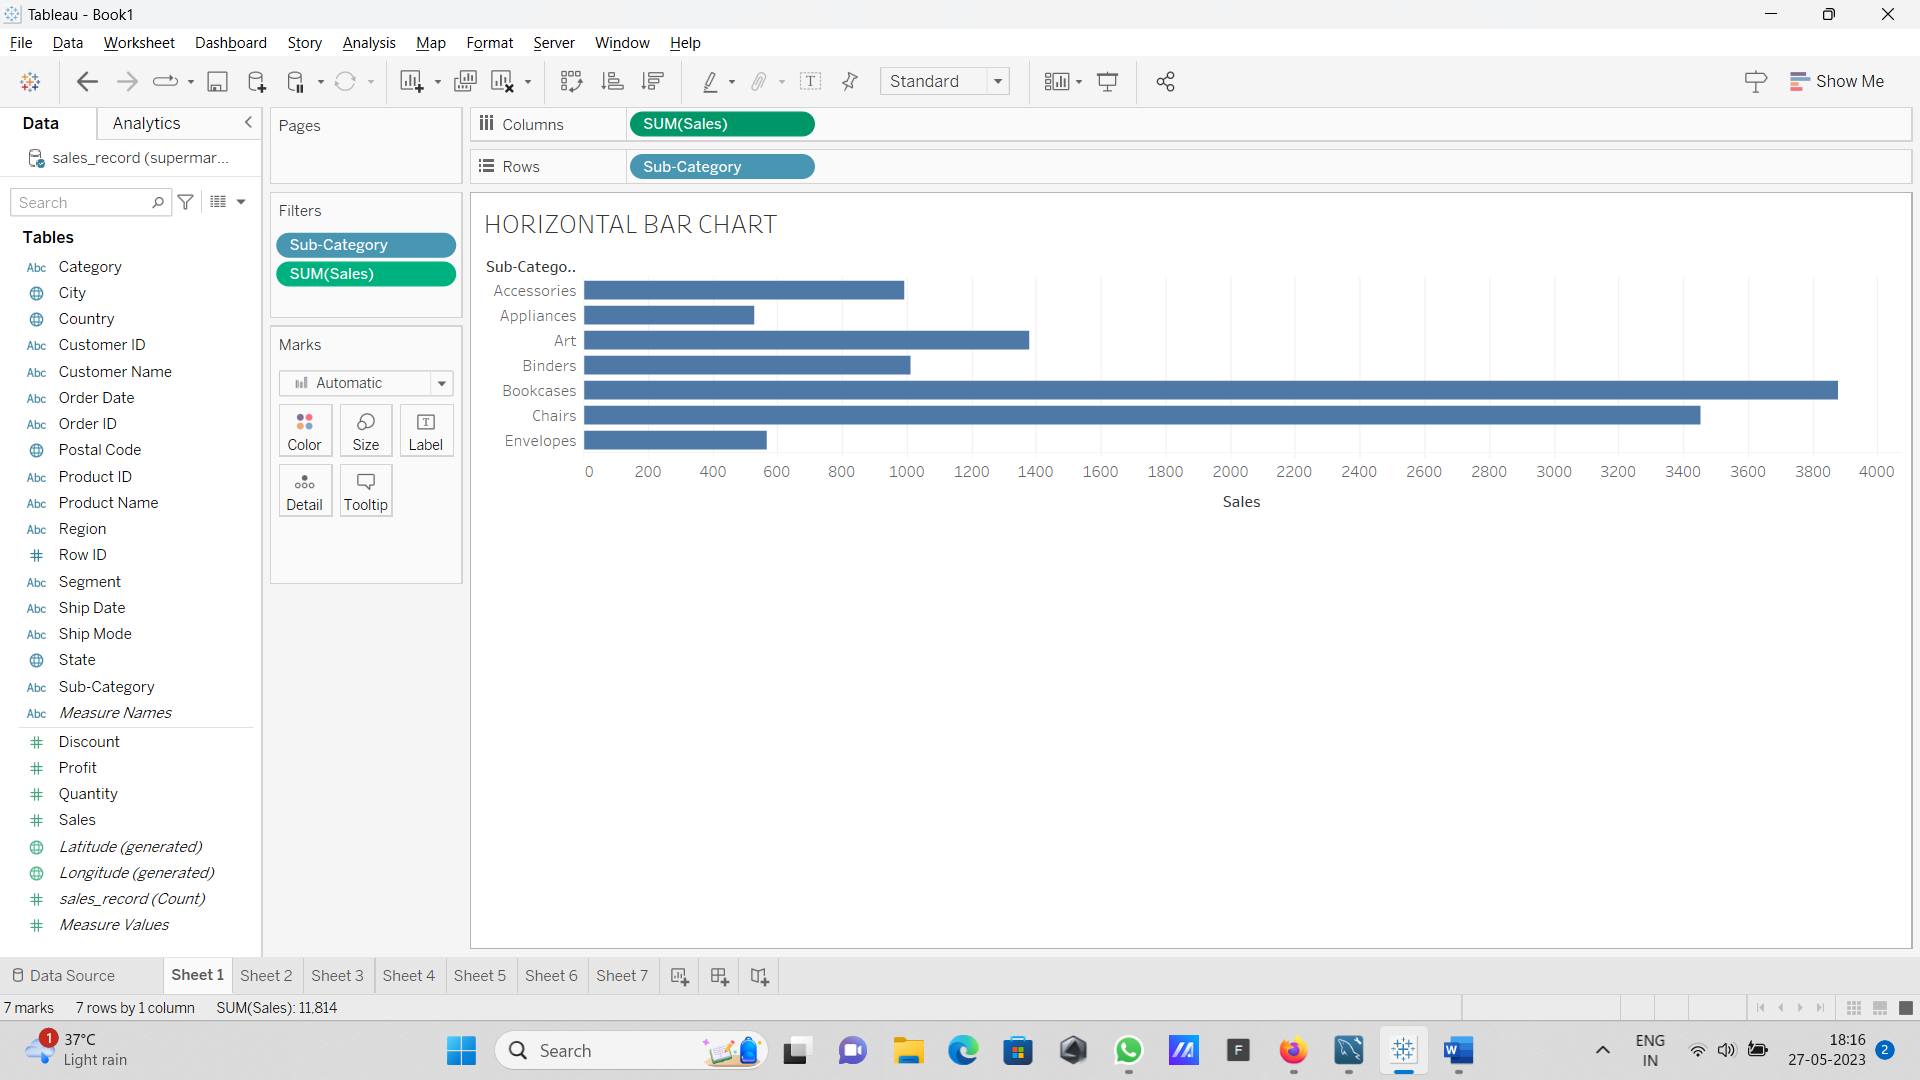 Tableau - Book1
File Data Worksheet Dashboard Story Analysis Map Format Server Window Help
Standard
Show Me
Data Analytics
sales_record (supermar...
Search
Tables
Abc Category
City
Country
Abc Customer ID
Abc Customer Name
Abc Order Date
Abc Order ID
Postal Code
Abc Product ID
Abc Product Name
Abc Region
Row ID
Abc Segment
Abc Ship Date
Abc Ship Mode
State
Abc Sub-Category
Abc Measure Names
Discount
Profit
Quantity
Sales
Latitude (generated)
Longitude (generated)
sales_record (Count)
Measure Values
Pages
Filters
Sub-Category
SUM(Sales)
Marks
Automatic
Color Size Label
Detail Tooltip
Columns SUM(Sales)
Rows Sub-Category
HORIZONTAL BAR CHART
Sub-Catego..
Accessories
Appliances
Art
Binders
Bookcases
Chairs
Envelopes
0 200 400 600 800 1000 1200 1400 1600 1800 2000 2200 2400 2600 2800 3000 3200 3400 3600 3800 4000
Sales
Data Source Sheet 1 Sheet 2 Sheet 3 Sheet 4 Sheet 5 Sheet 6 Sheet 7
7 marks 7 rows by 1 column SUM(Sales): 11,814
1
37°C
Light rain
Search
F
W
ENG
IN
18:16
27-05-2023
2